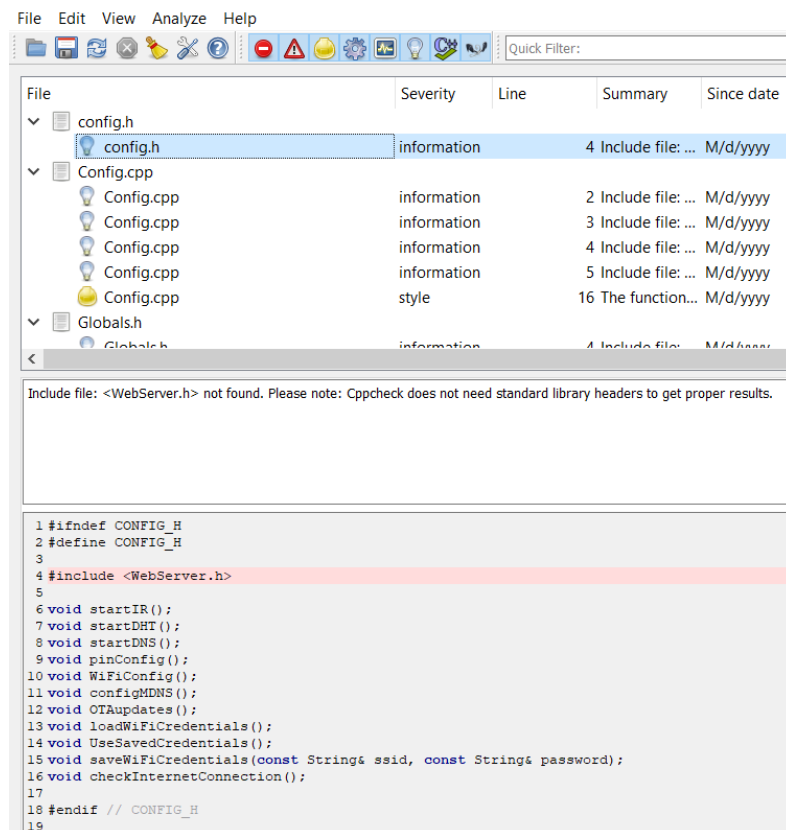 File Edit View Analyze Help
C++
Quick Filter:
File Severity Line Summary Since date
config.h
config.h information 4 Include file: ... M/d/yyyy
Config.cpp
Config.cpp information 2 Include file: ... M/d/yyyy
Config.cpp information 3 Include file: ... M/d/yyyy
Config.cpp information 4 Include file: ... M/d/yyyy
Config.cpp information 5 Include file: ... M/d/yyyy
Config.cpp style 16 The function... M/d/yyyy
Globals.h
Globals.h information 4 Include file: M/d/yyyy
Include file: <WebServer.h> not found. Please note: Cppcheck does not need standard library headers to get proper results.
1 #ifndef CONFIG_H
2 #define CONFIG_H
3
4 #include <WebServer.h>
5
6 void startIR();
7 void startDHT();
8 void startDNS();
9 void pinConfig();
10 void WiFiConfig();
11 void configMDNS();
12 void OTAupdates();
13 void loadWiFiCredentials();
14 void UseSavedCredentials();
15 void saveWiFiCredentials(const String& ssid, const String& password);
16 void checkInternetConnection();
17
18 #endif // CONFIG_H
19